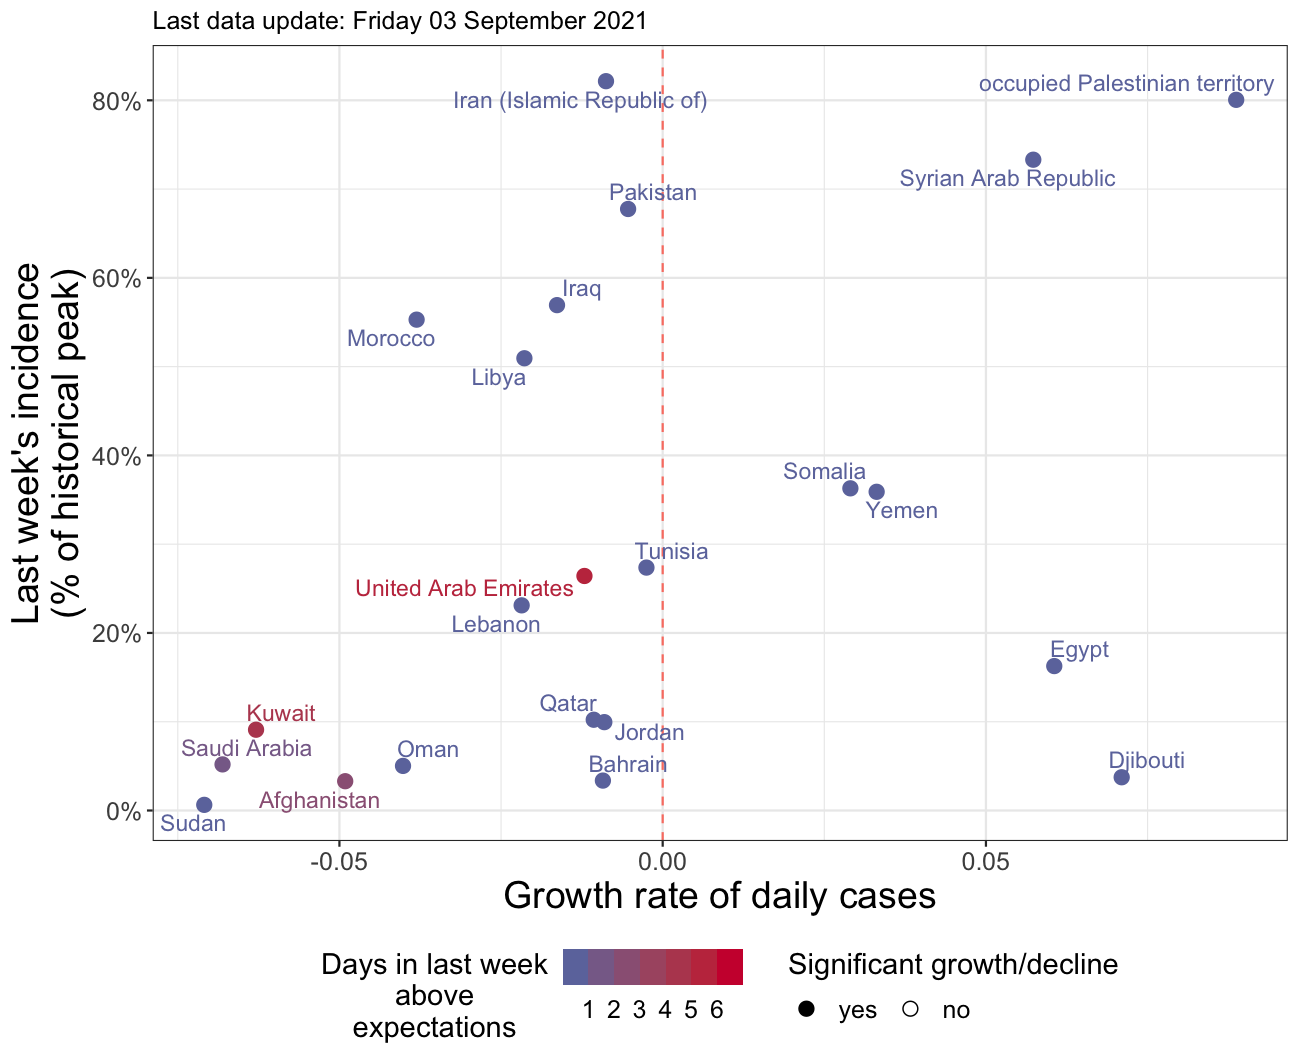 Last data update: Friday 03 September 2021
Last week's incidence
(% of historical peak)
80%
60%
40%
20%
0%
Iran (Islamic Republic of)
occupied Palestinian territory
Syrian Arab Republic
Pakistan
Iraq
Morocco
Libya
Somalia
Yemen
Tunisia
United Arab Emirates
Lebanon
Egypt
Qatar
Kuwait
Jordan
Saudi Arabia
Oman
Bahrain
Djibouti
Afghanistan
Sudan
-0.05 0.00 0.05
Growth rate of daily cases
Days in last week
above
expectations
1 2 3 4 5 6
Significant growth/decline
yes no